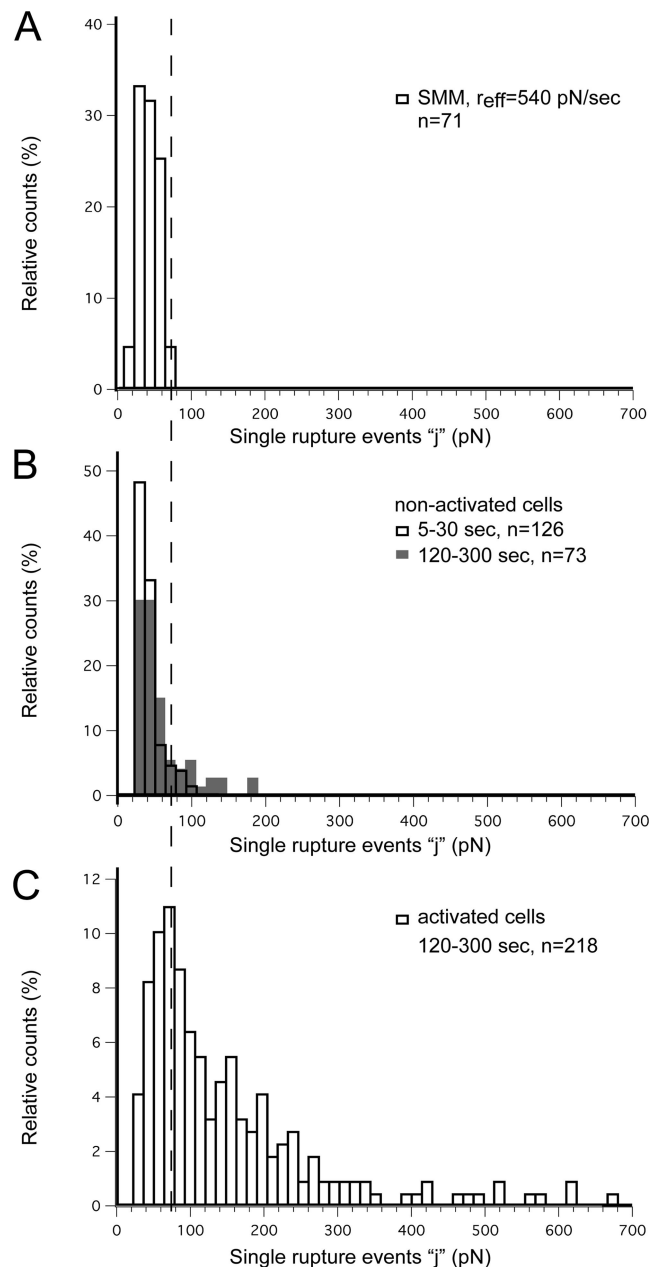 A
40
30
20
10
0
Relative counts (%)
SMM, reff=540 pN/sec
n=71
0 100 200 300 400 500 600 700
Single rupture events “j” (pN)
B
50
40
30
20
10
0
Relative counts (%)
non-activated cells
5-30 sec, n=126
120-300 sec, n=73
0 100 200 300 400 500 600 700
Single rupture events “j” (pN)
C
12
10
8
6
4
2
0
Relative counts (%)
activated cells
120-300 sec, n=218
0 100 200 300 400 500 600 700
Single rupture events “j” (pN)